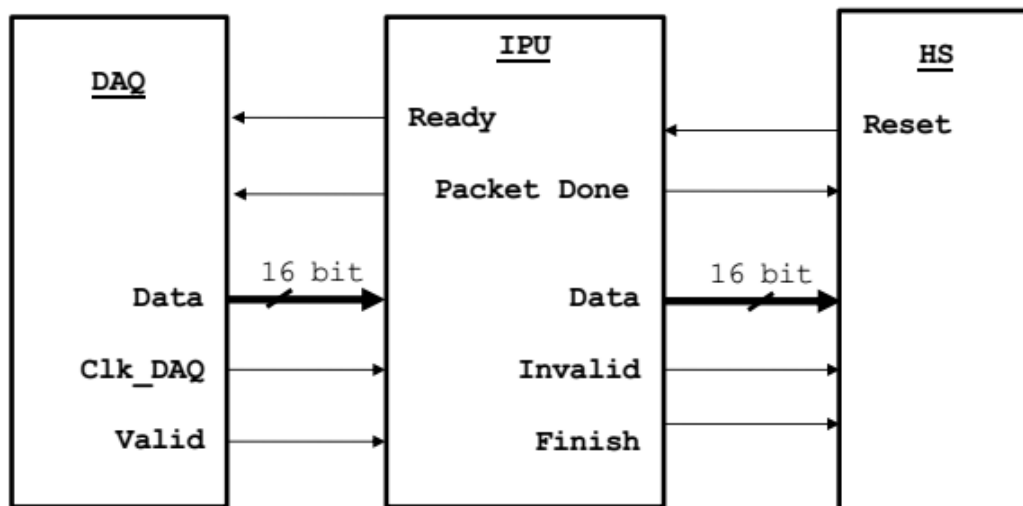 DAQ
IPU
HS
Ready
Reset
Packet Done
16 bit
16 bit
Data
Data
Clk_DAQ
Invalid
Valid
Finish